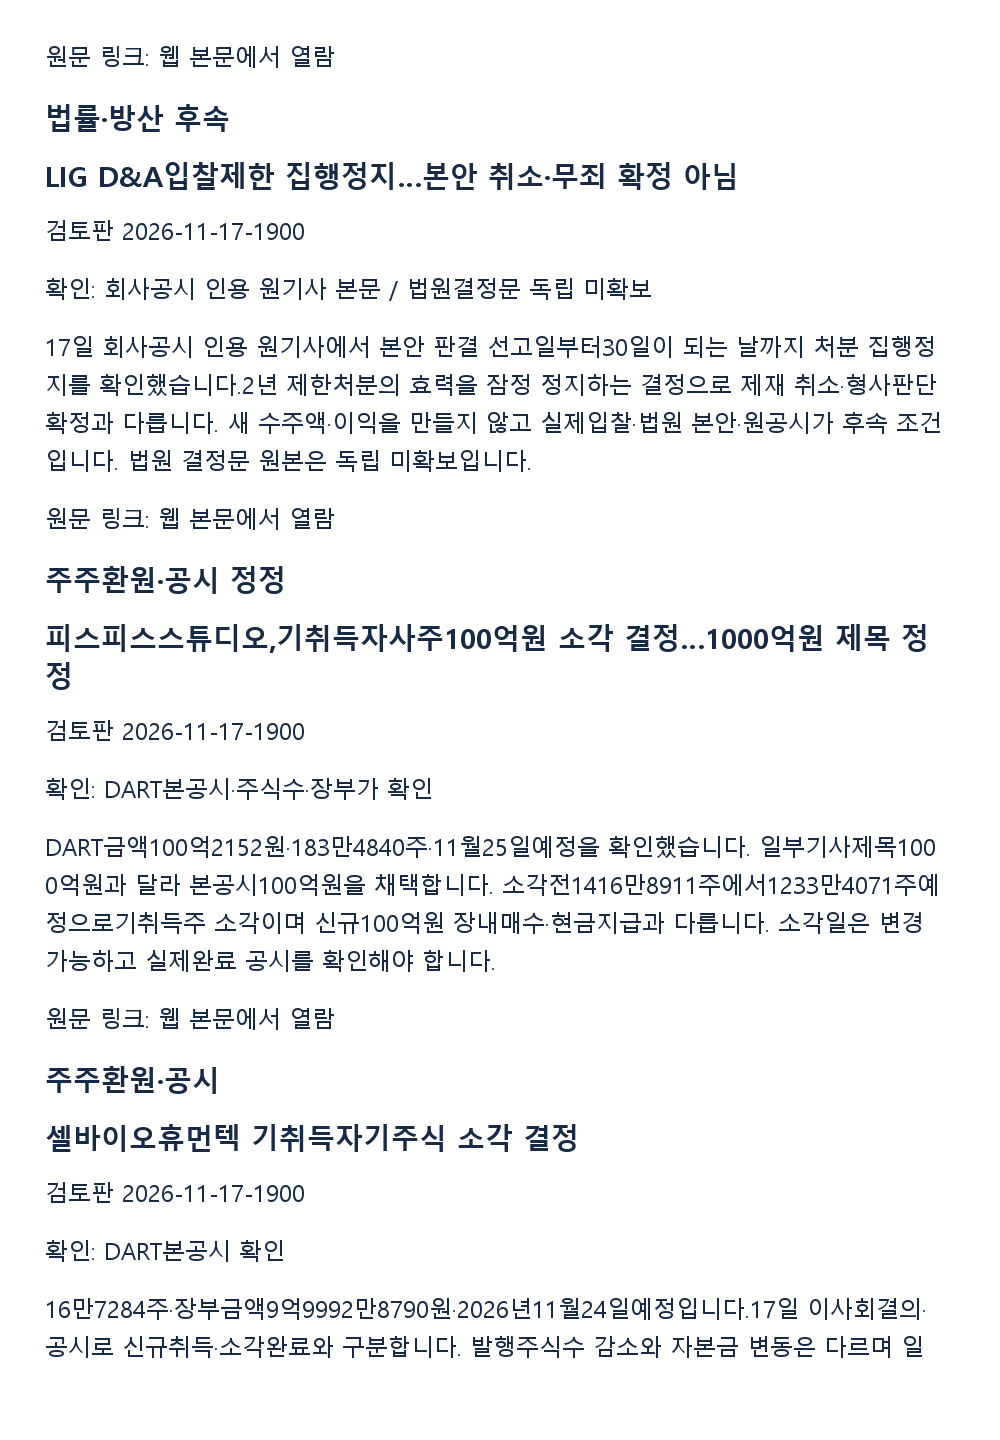 원문 링크: 웹 본문에서 열람
법률·방산 후속
LIG D&A입찰제한 집행정지...본안 취소·무죄 확정 아님
검토판 2026-11-17-1900
확인: 회사공시 인용 원기사 본문 / 법원결정문 독립 미확보
17일 회사공시 인용 원기사에서 본안 판결 선고일부터30일이 되는 날까지 처분 집행정
지를 확인했습니다.2년 제한처분의 효력을 잠정 정지하는 결정으로 제재 취소·형사판단
확정과 다릅니다. 새 수주액·이익을 만들지 않고 실제입찰·법원 본안·원공시가 후속 조건
입니다. 법원 결정문 원본은 독립 미확보입니다.
원문 링크: 웹 본문에서 열람
주주환원·공시 정정
피스피스스튜디오,기취득자사주100억원 소각 결정...1000억원 제목 정
정
검토판 2026-11-17-1900
확인: DART본공시·주식수·장부가 확인
DART금액100억2152원·183만4840주·11월25일예정을 확인했습니다. 일부기사제목100
0억원과 달라 본공시100억원을 채택합니다. 소각전1416만8911주에서1233만4071주예
정으로기취득주 소각이며 신규100억원 장내매수·현금지급과 다릅니다. 소각일은 변경
가능하고 실제완료 공시를 확인해야 합니다.
원문 링크: 웹 본문에서 열람
주주환원·공시
셀바이오휴먼텍 기취득자기주식 소각 결정
검토판 2026-11-17-1900
확인: DART본공시 확인
16만7284주·장부금액9억9992만8790원·2026년11월24일예정입니다.17일 이사회결의·
공시로 신규취득·소각완료와 구분합니다. 발행주식수 감소와 자본금 변동은 다르며 일